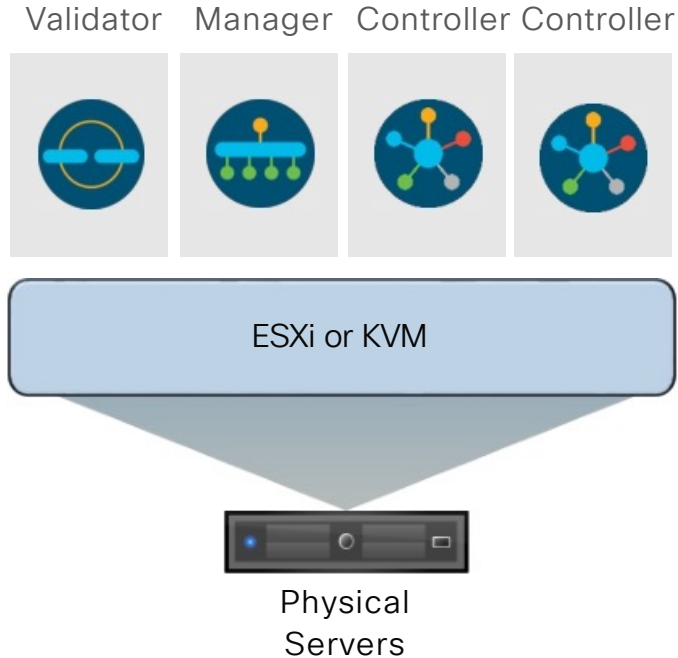 Validator Manager Controller Controller
ESXi or KVM
Physical
Servers